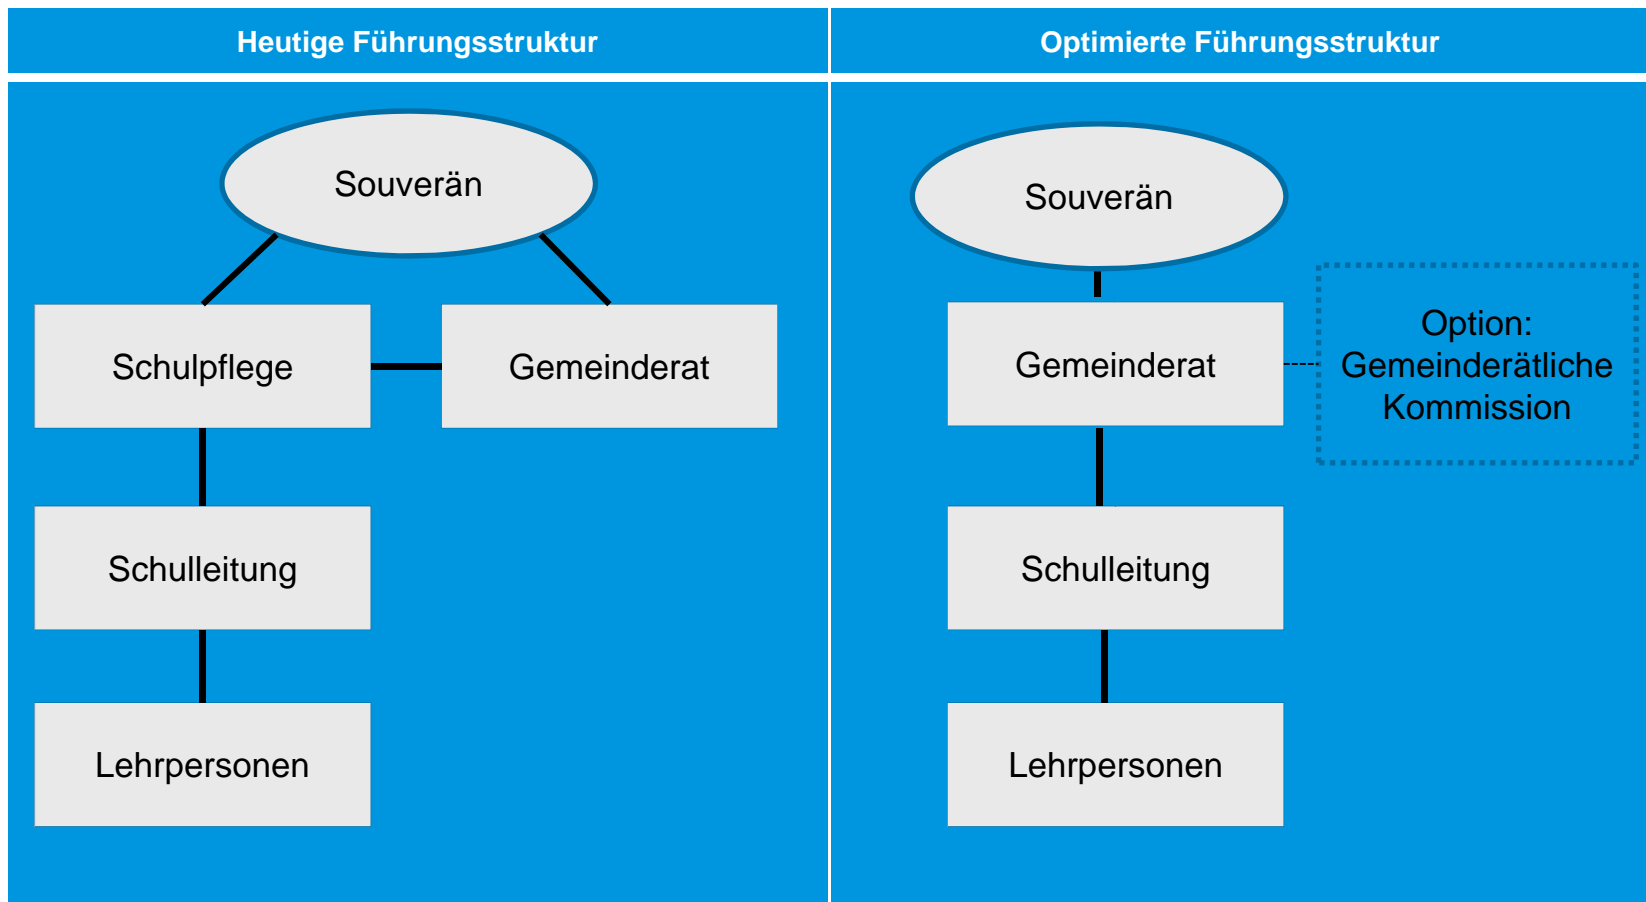 Heutige Führungsstruktur
Optimierte Führungsstruktur
Souverän
Schulpflege
Gemeinderat
Schulleitung
Lehrpersonen
Souverän
Gemeinderat
Option:
Gemeinderätliche
Kommission
Schulleitung
Lehrpersonen